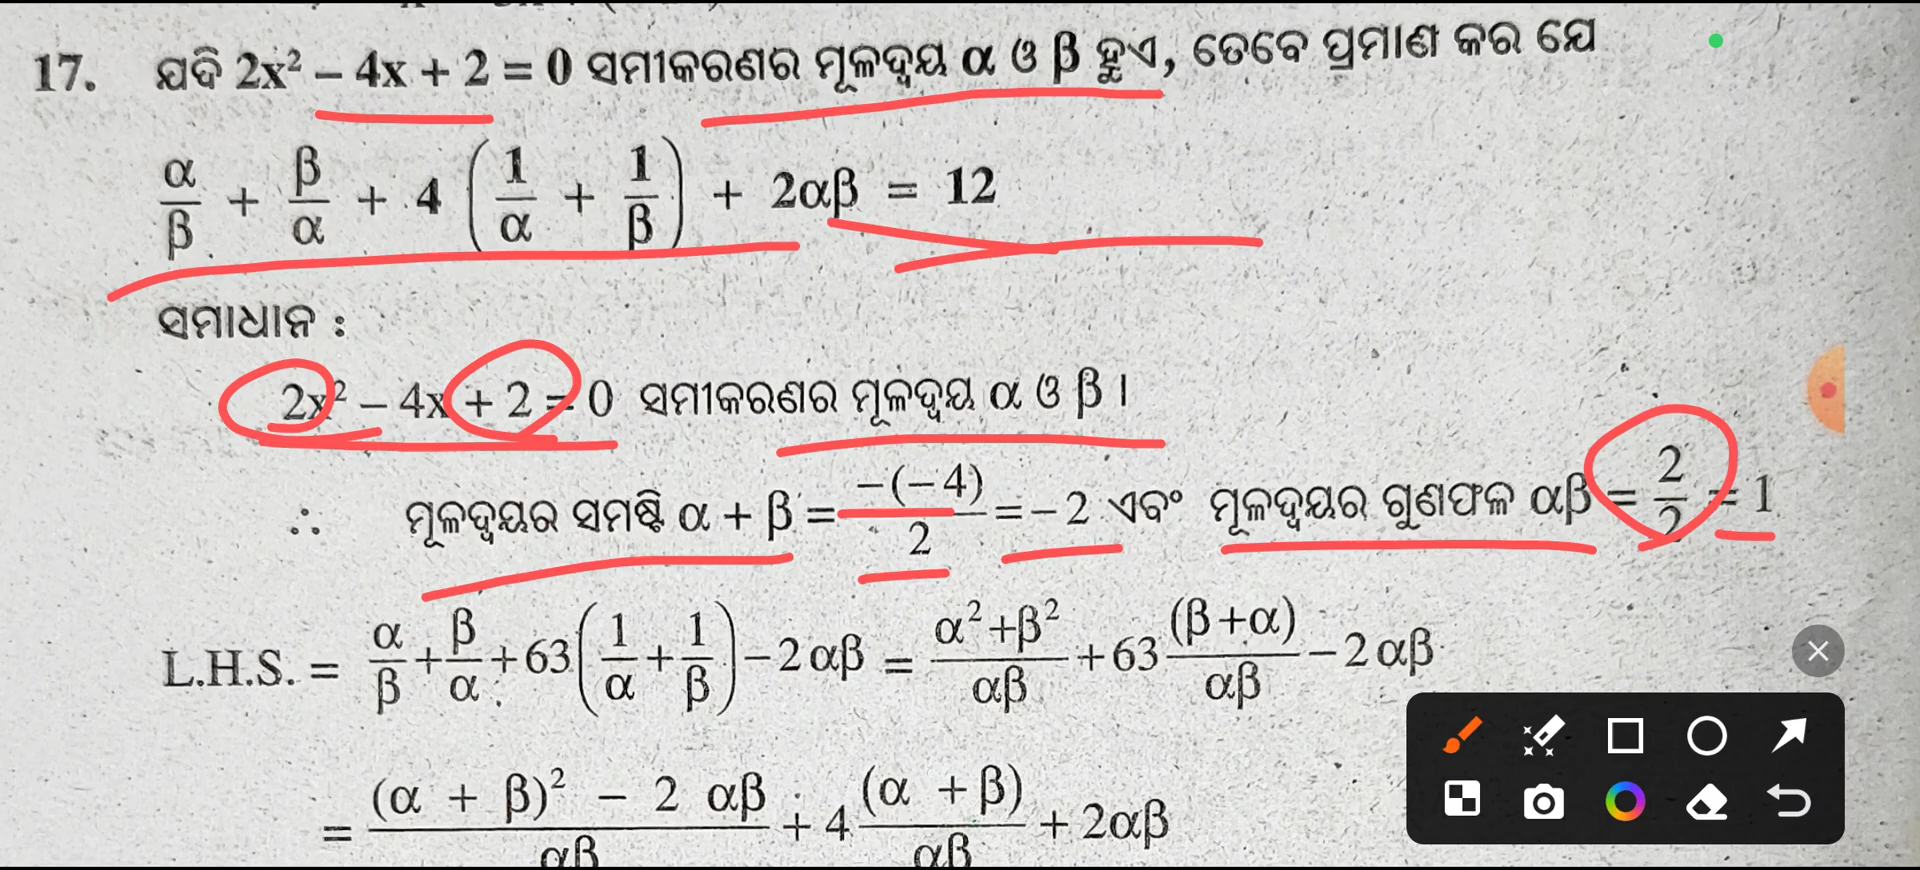 17. ଯଦି 2x² – 4x + 2 = 0 ସମୀକରଣର ମୂଳଦ୍ୱୟ α ଓ β ହୁଏ, ତେବେ ପ୍ରମାଣ କର ଯେ
α/β + β/α + 4 (1/α + 1/β) + 2αβ = 12
ସମାଧାନ :
2x² – 4x + 2 = 0 ସମୀକରଣର ମୂଳଦ୍ୱୟ α ଓ β ।
∴ ମୂଳଦ୍ୱୟର ସମଷ୍ଟି α + β = –(–4)/2 = –2 ଏବଂ ମୂଳଦ୍ୱୟର ଗୁଣଫଳ αβ = 2/2 = 1
L.H.S. = α/β + β/α + 63(1/α + 1/β) – 2αβ = α²+β²/αβ + 63 (β+α)/αβ – 2αβ
= (α + β)² – 2 αβ/αβ + 4 (α + β)/αβ + 2αβ